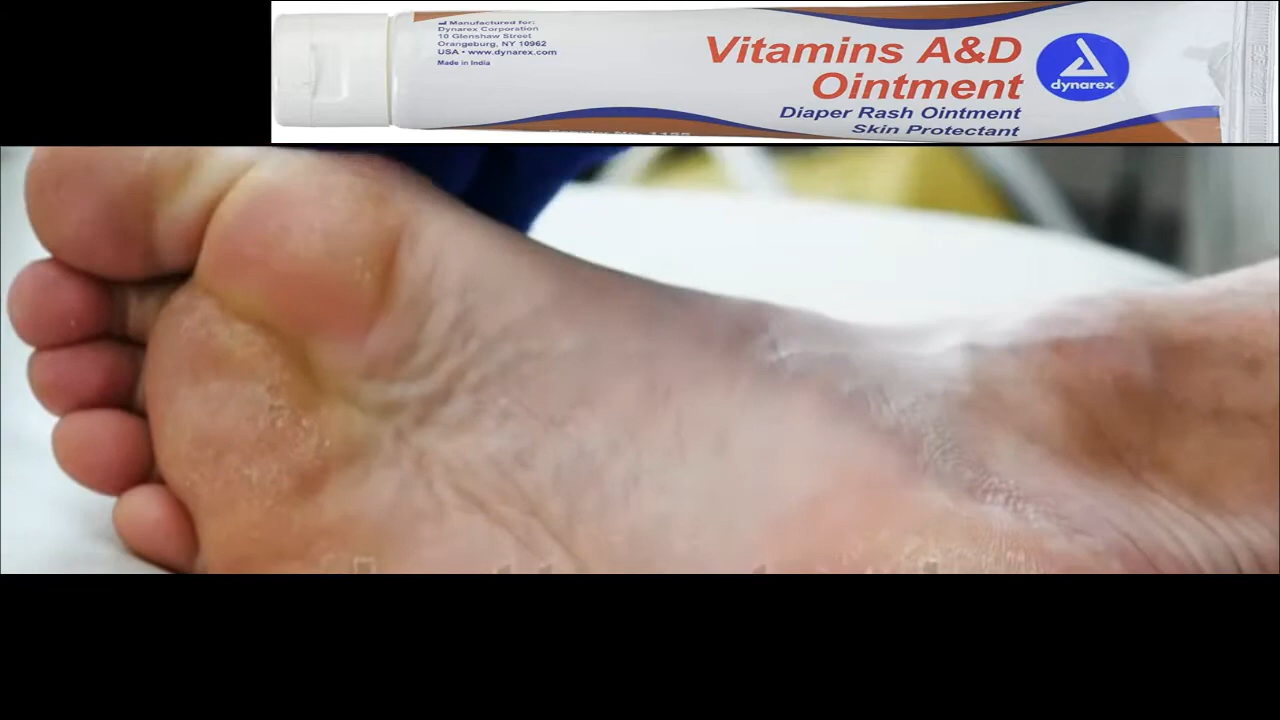 Manufactured for:
Dynarex Corporation
10 Glenshaw Street
Orangeburg, NY 10962
USA • www.dynarex.com
Made in India
Vitamins A&D
Ointment
Diaper Rash Ointment
Skin Protectant
dynarex